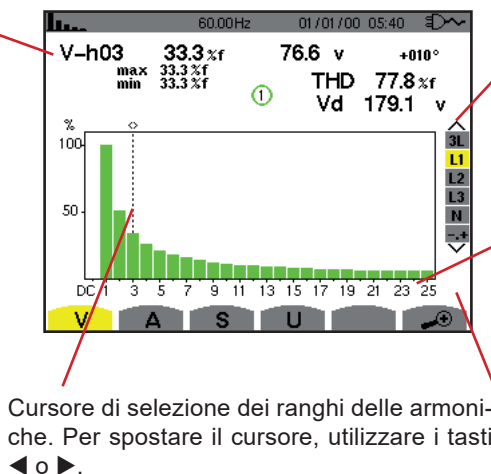 60.00Hz 01/01/00 05:40
V-h03 33.3 %f 76.6 v +010°
max 33.3 %f
min 33.3 %f
THD 77.8 %f
1
Vd 179.1 v
%
100
50
3L
L1
L2
L3
N
-.+
DC 1 3 5 7 9 11 13 15 17 19 21 23 25
V A S U
Cursore di selezione dei ranghi delle armoni-
che. Per spostare il cursore, utilizzare i tasti
◄ o ►.